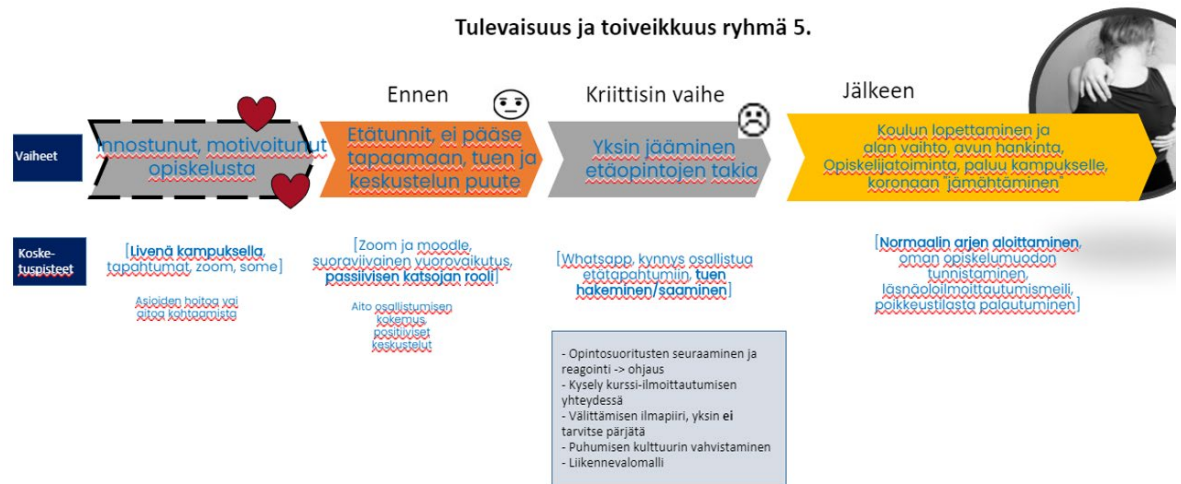 Tulevaisuus ja toiveikkuus ryhmä 5.
Ennen
Kriittisin vaihe
Jälkeen
Vaiheet
Innostunut, motivoitunut
opiskelusta
Etätunnit, ei pääse
tapaamaan, tuen ja
keskustelun puute
Yksin jääminen
etäopintojen takia
Koulun lopettaminen ja
alan vaihto, avun hankinta,
Opiskelijatoiminta, paluu kampukselle,
koronaan "jämähtäminen"
Koske-
tuspisteet
[Livenä kampuksella,
tapahtumat, zoom, some]
Asioiden hoitoa vai
aitoa kohtaamista
[Zoom ja moodle,
suoraviivainen vuorovaikutus,
passiivisen katsojan rooli]
Aito osallistumisen
kokemus,
positiiviset
keskustelut
[Whatsapp, kynnys osallistua
etätapahtumiin, tuen
hakeminen/saaminen]
[Normaalin arjen aloittaminen,
oman opiskelumuodon
tunnistaminen,
läsnäoloilmoittautumismeili,
poikkeustilasta palautuminen]
- Opintosuoritusten seuraaminen ja
reagointi -> ohjaus
- Kysely kurssi-ilmoittautumisen
yhteydessä
- Välittämisen ilmapiiri, yksin ei
tarvitse pärjätä
- Puhumisen kulttuurin vahvistaminen
- Liikennevalomalli